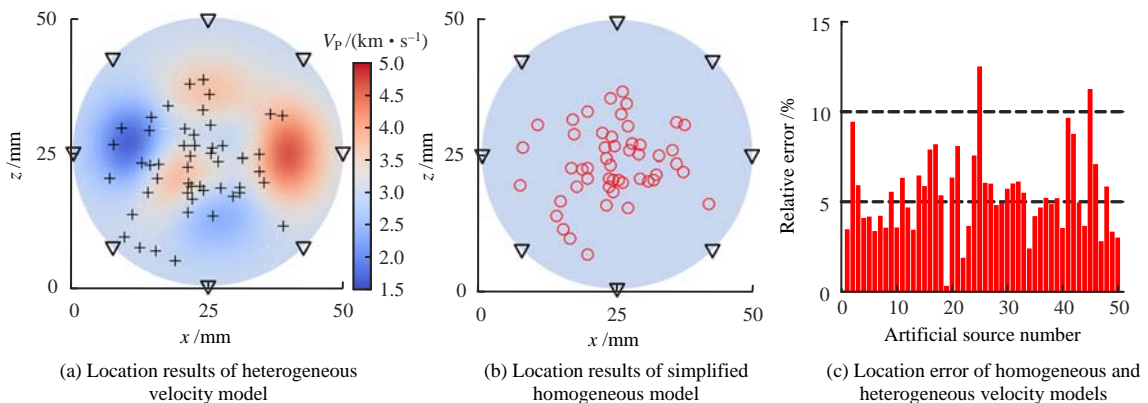 50
25
0
z /mm
0
25
50
x /mm
V_P /(km • s⁻¹)
5.0
4.5
4.0
3.5
3.0
2.5
2.0
1.5
(a) Location results of heterogeneous
velocity model
50
25
0
z /mm
0
25
50
x /mm
(b) Location results of simplified
homogeneous model
15
10
5
0
Relative error /%
0
10
20
30
40
50
Artificial source number
(c) Location error of homogeneous and
heterogeneous velocity models